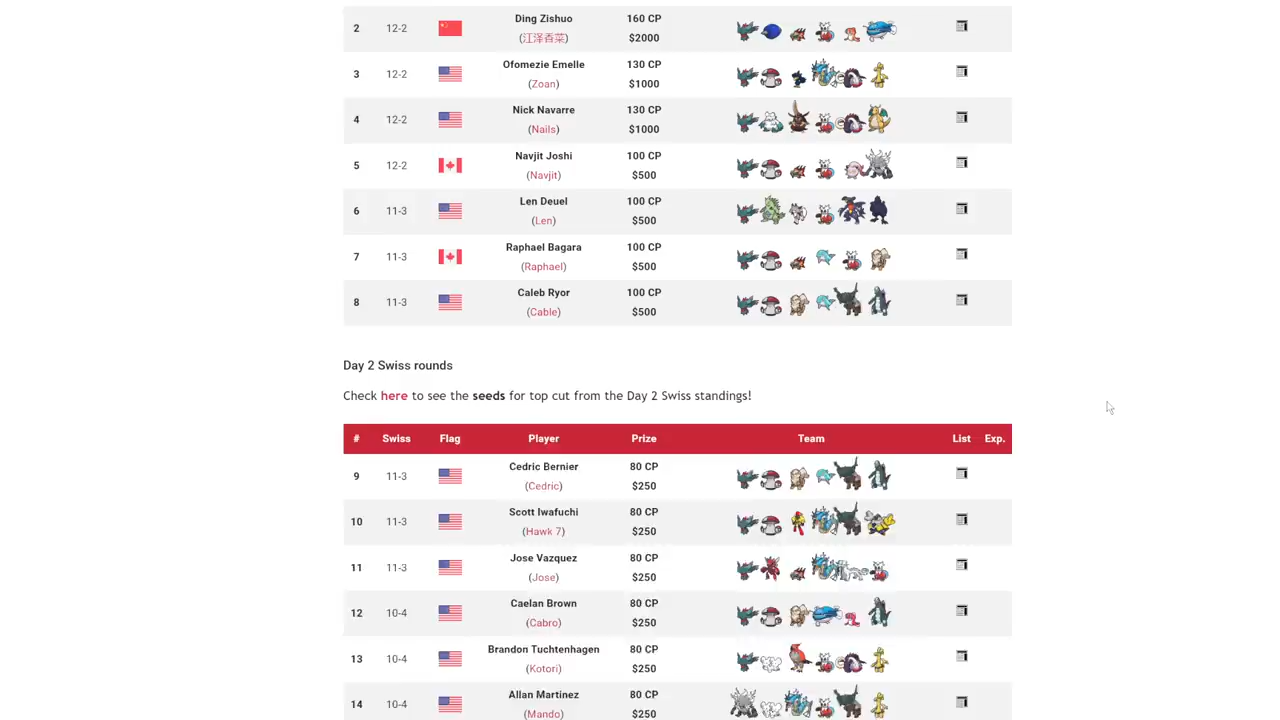 2 12-2 Ding Zishuo 160 CP
(江泽香菜) $2000
3 12-2 Ofomezie Emelle 130 CP
(Zoan) $1000
4 12-2 Nick Navarre 130 CP
(Nails) $1000
5 12-2 Navjit Joshi 100 CP
(Navjit) $500
6 11-3 Len Deuel 100 CP
(Len) $500
7 11-3 Raphael Bagara 100 CP
(Raphael) $500
8 11-3 Caleb Ryor 100 CP
(Cable) $500
Day 2 Swiss rounds
Check here to see the seeds for top cut from the Day 2 Swiss standings!
# Swiss Flag Player Prize Team List Exp.
9 11-3 Cedric Bernier 80 CP
(Cedric) $250
10 11-3 Scott Iwafuchi 80 CP
(Hawk 7) $250
11 11-3 Jose Vazquez 80 CP
(Jose) $250
12 10-4 Caelan Brown 80 CP
(Cabro) $250
13 10-4 Brandon Tuchtenhagen 80 CP
(Kotori) $250
14 10-4 Allan Martinez 80 CP
(Mando) $250